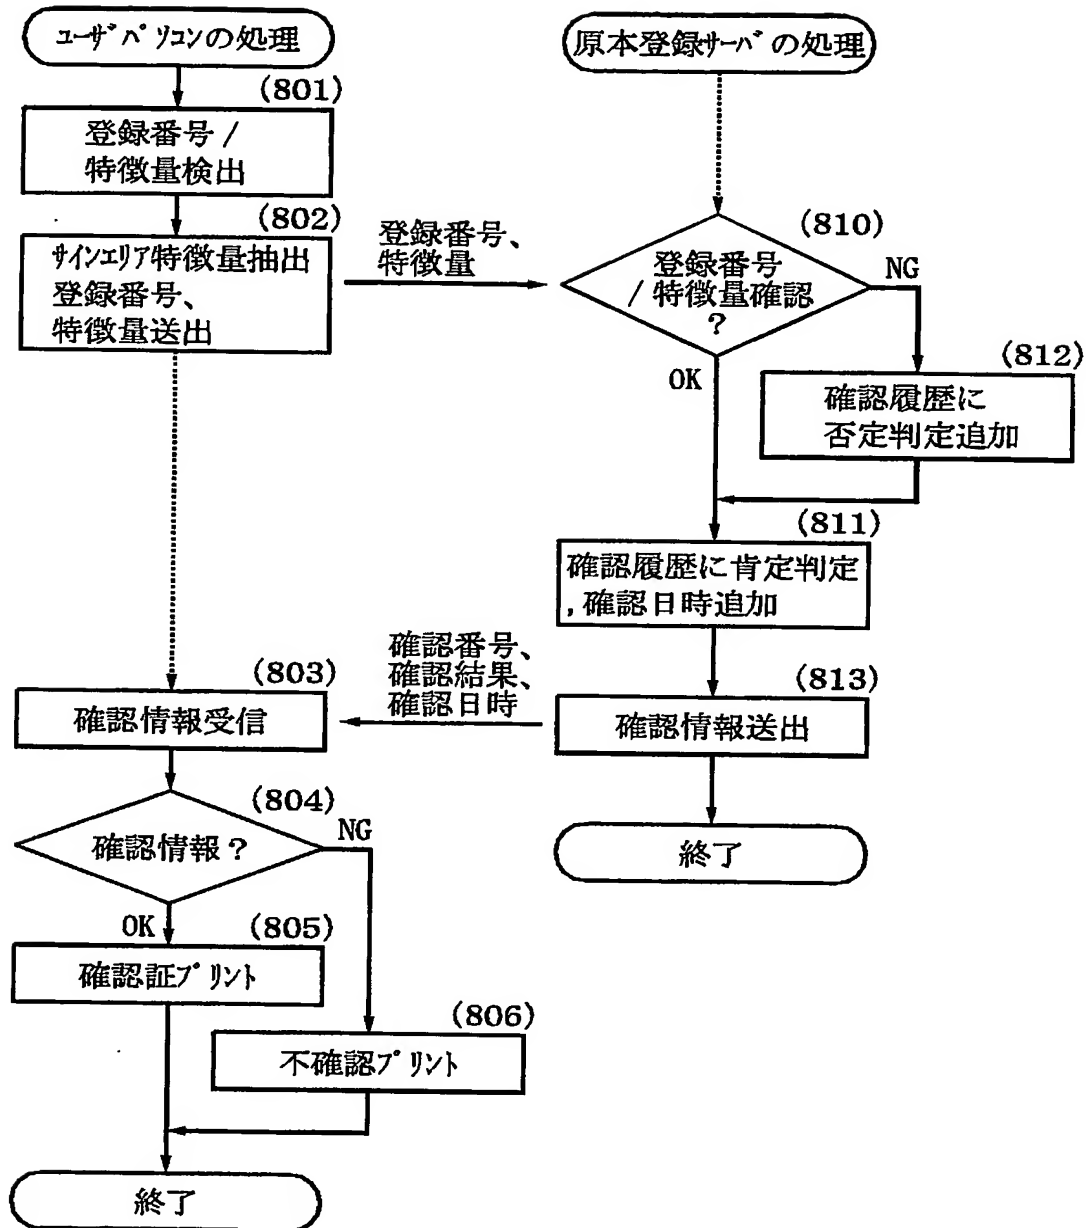 ユーザパソコンの処理
(801)
登録番号/
特徴量検出
(802)
サインエリア特徴量抽出
登録番号、
特徴量送出
登録番号、
特徴量
原本登録サーバの処理
(810)
登録番号
/特徴量確認
?
NG
OK
(812)
確認履歴に
否定判定追加
(811)
確認履歴に肯定判定
,確認日時追加
確認番号、
確認結果、
確認日時
(813)
確認情報送出
終了
(803)
確認情報受信
(804)
確認情報?
NG
OK
(805)
確認証プリント
(806)
不確認プリント
終了